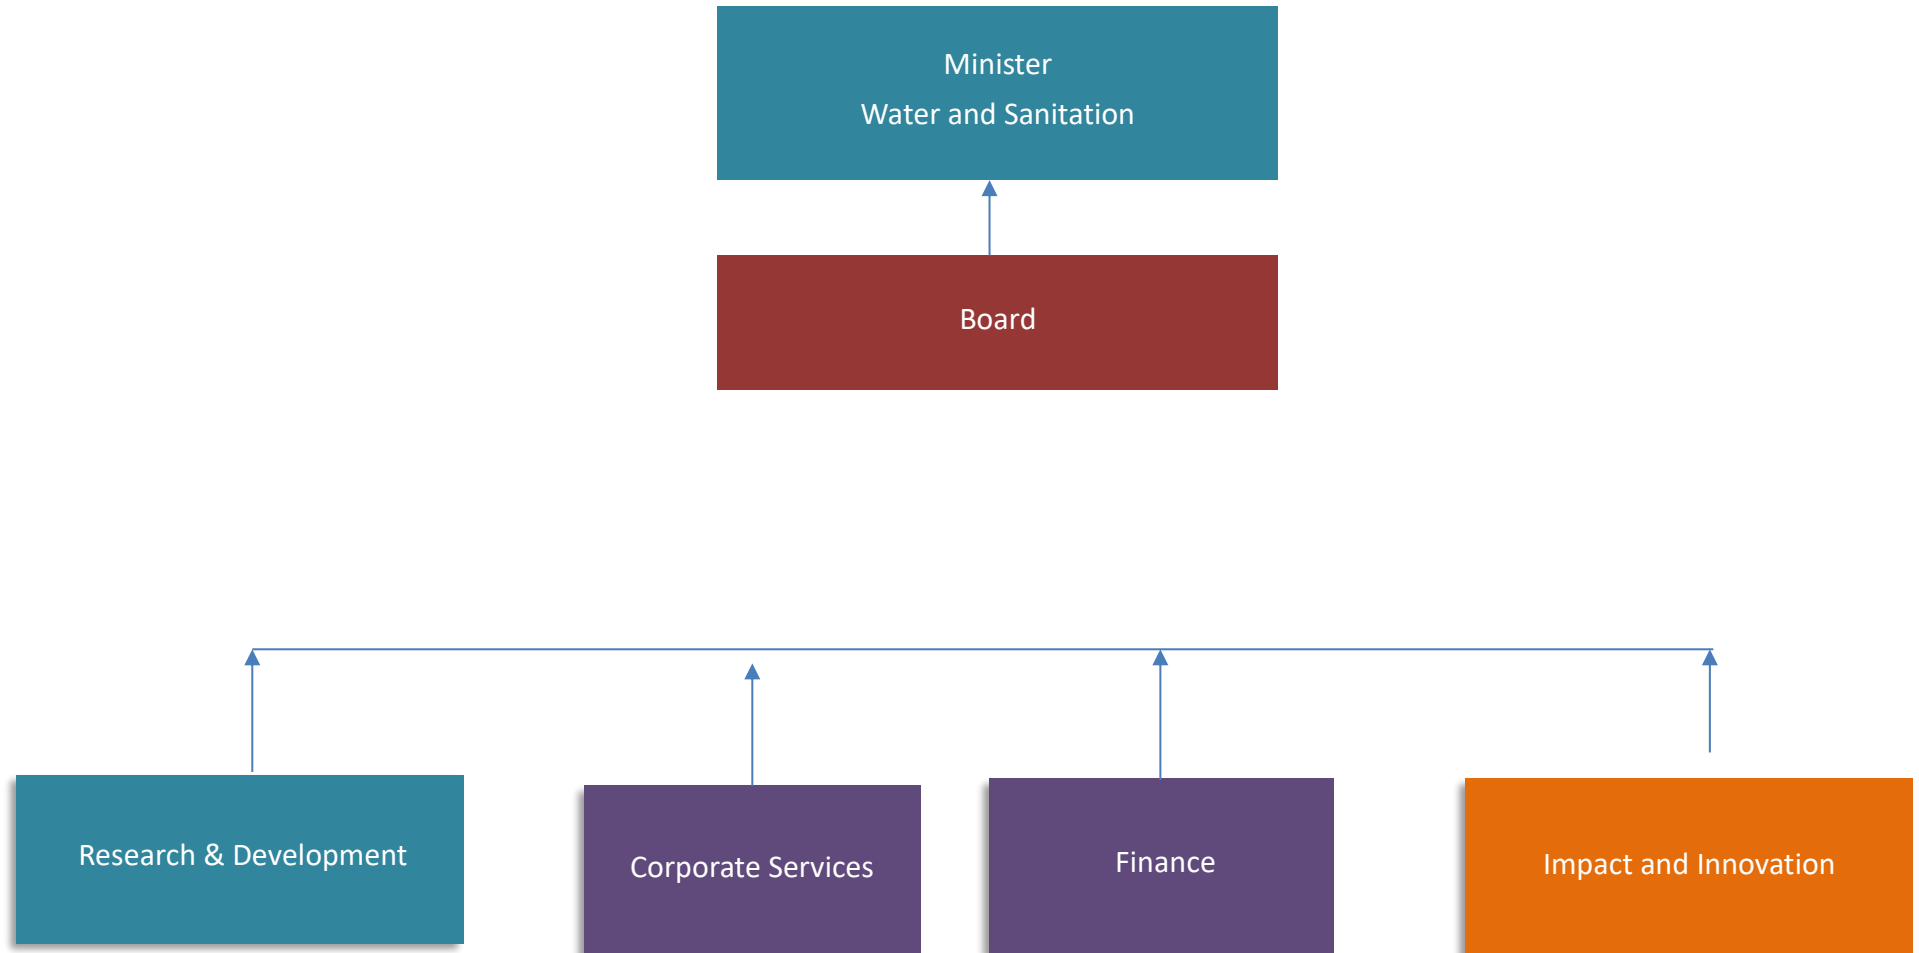 Minister
Water and Sanitation
Board
Research & Development
Corporate Services
Finance
Impact and Innovation